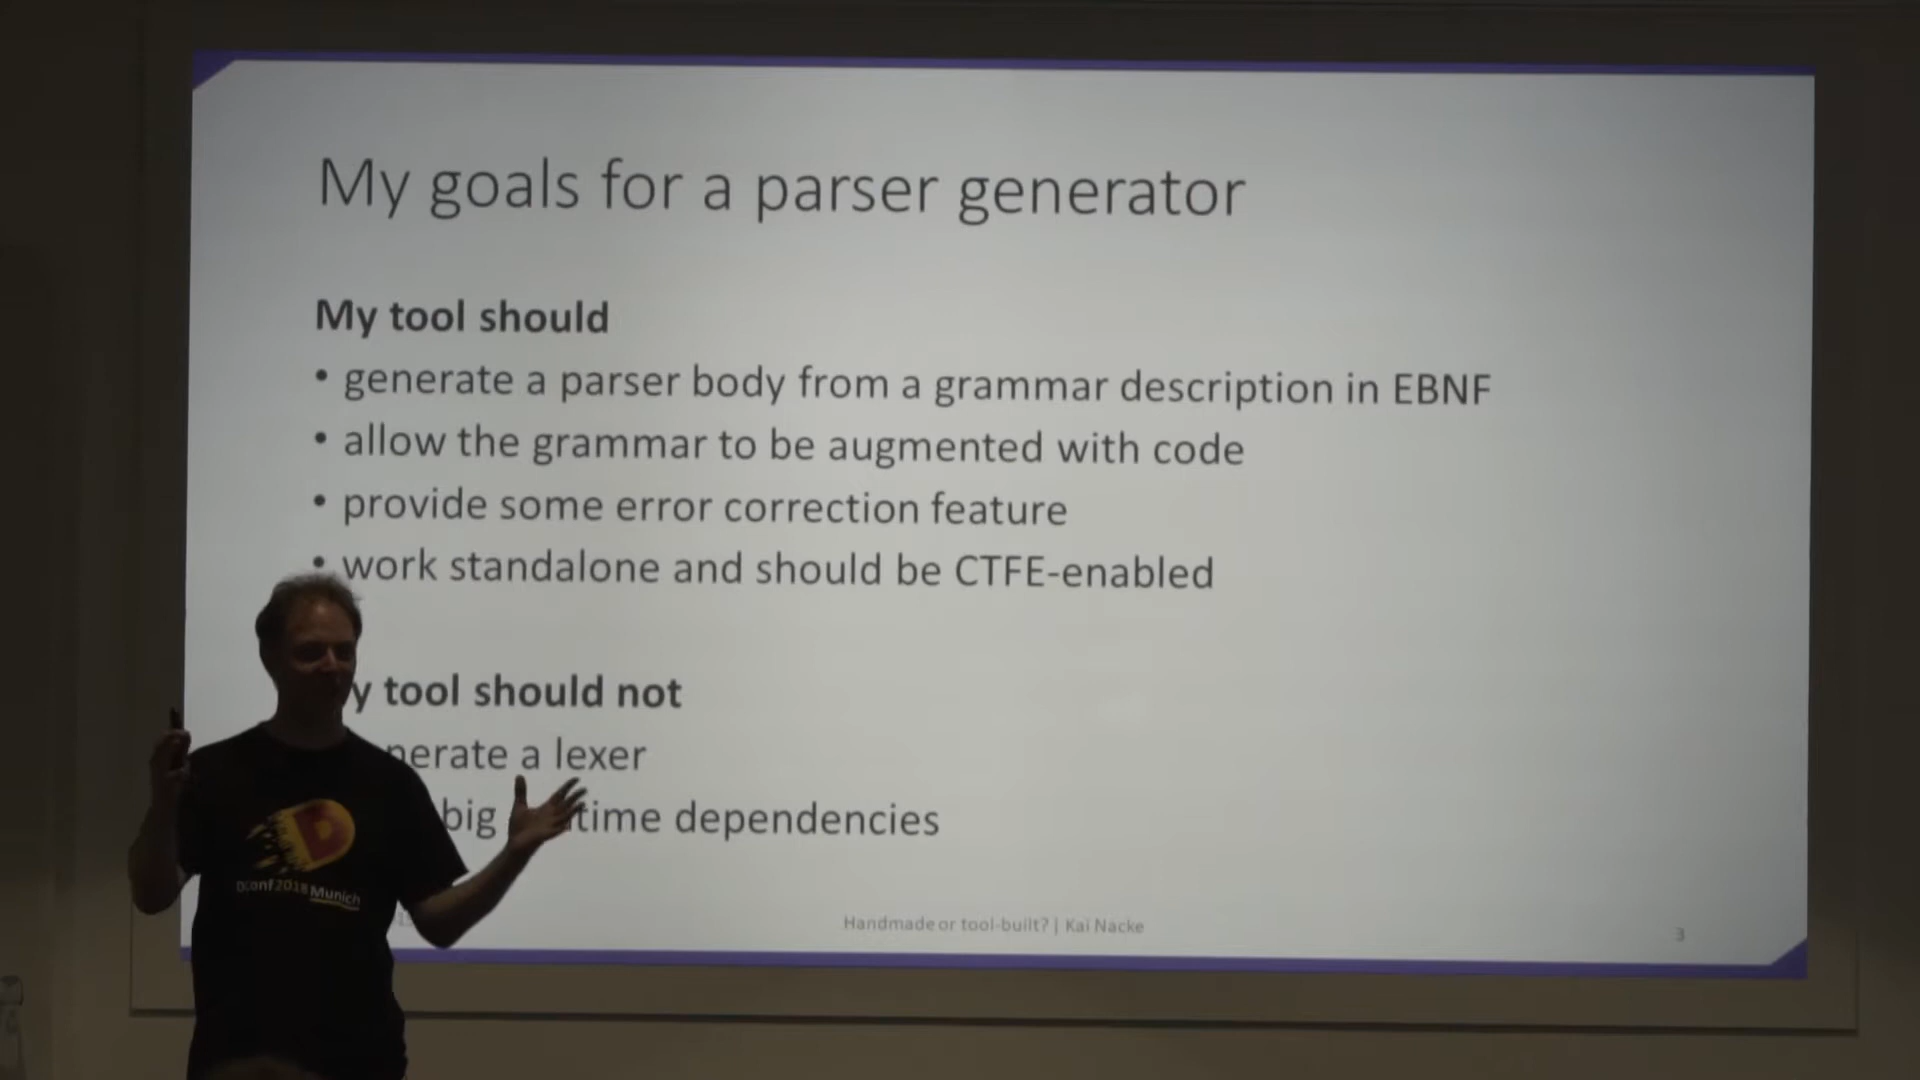 My goals for a parser generator
My tool should
• generate a parser body from a grammar description in EBNF
• allow the grammar to be augmented with code
• provide some error correction feature
• work standalone and should be CTFE-enabled
y tool should not
nerate a lexer
big time dependencies
D
Dconf2018 Munich
Handmade or tool-built? | Kai Nacke
3